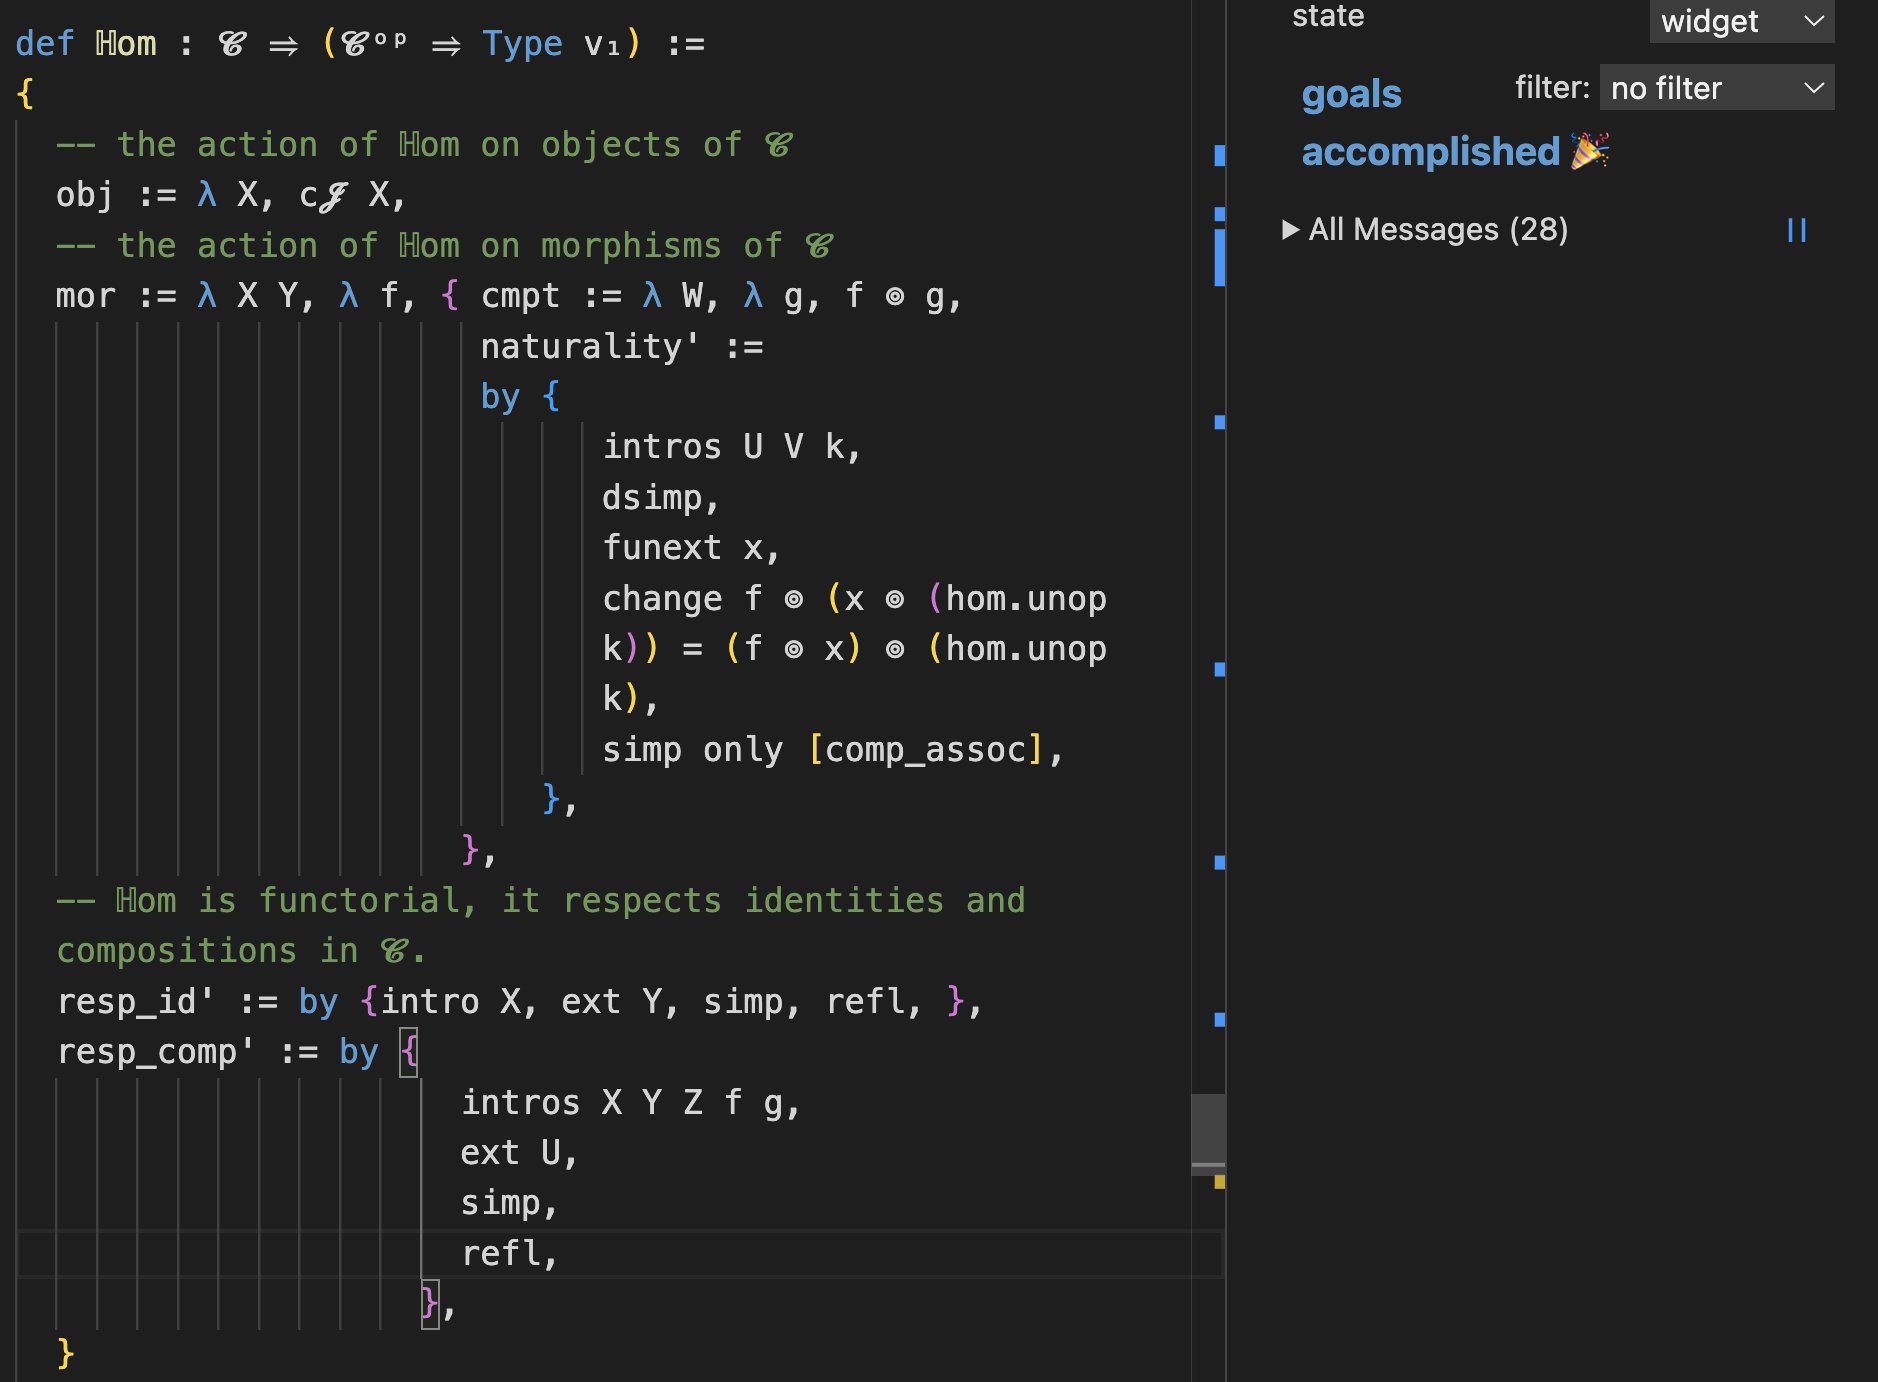 def ℍom : 𝓒 ⥤ (𝓒ᵒᵖ ⥤ Type v₁) :=
{
-- the action of ℍom on objects of 𝓒
obj := λ X, c𝓙 X,
-- the action of ℍom on morphisms of 𝓒
mor := λ X Y, λ f, { cmpt := λ W, λ g, f ⊚ g,
naturality' :=
by {
intros U V k,
dsimp,
funext x,
change f ⊚ (x ⊚ (hom.unop
k)) = (f ⊚ x) ⊚ (hom.unop
k),
simp only [comp_assoc],
},
},
-- ℍom is functorial, it respects identities and
compositions in 𝓒.
resp_id' := by {intro X, ext Y, simp, refl, },
resp_comp' := by {
intros X Y Z f g,
ext U,
simp,
refl,
},
}
state
widget
goals
accomplished 🎉
filter: no filter
▶ All Messages (28)